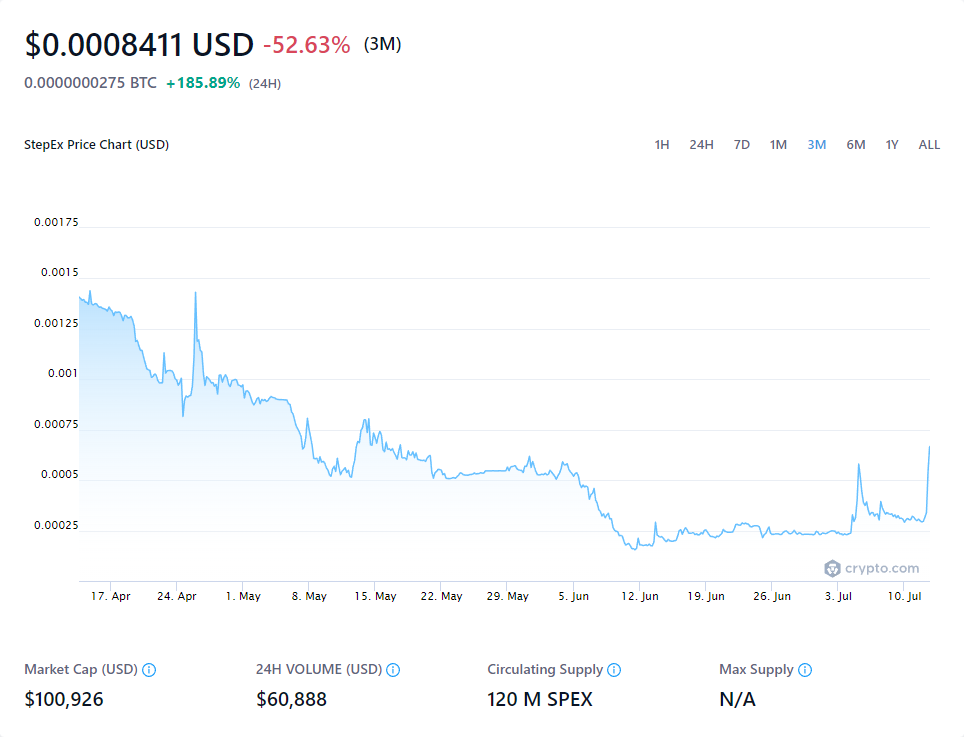 $0.0008411 USD -52.63% (3M)
0.0000000275 BTC +185.89% (24H)
StepEx Price Chart (USD) 1H 24H 7D 1M 3M 6M 1Y ALL
0.00175
0.0015
0.00125
0.001
0.00075
0.0005
0.00025
crypto.com
17. Apr 24. Apr 1. May 8. May 15. May 22. May 29. May 5. Jun 12. Jun 19. Jun 26. Jun 3. Jul 10. Jul
Market Cap (USD) 24H VOLUME (USD) Circulating Supply Max Supply
$100,926 $60,888 120 M SPEX N/A